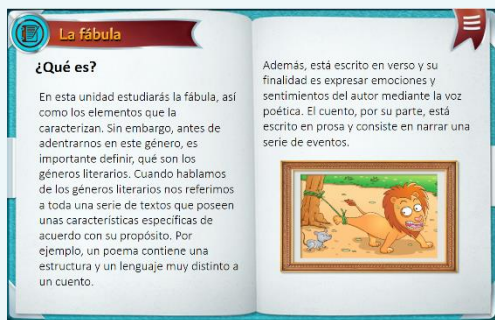 La fábula
¿Qué es?
En esta unidad estudiarás la fábula, así
como los elementos que la
caracterizan. Sin embargo, antes de
adentrarnos en este género, es
importante definir, qué son los
géneros literarios. Cuando hablamos
de los géneros literarios nos referimos
a toda una serie de textos que poseen
unas características específicas de
acuerdo con su propósito. Por
ejemplo, un poema contiene una
estructura y un lenguaje muy distinto a
un cuento.
Además, está escrito en verso y su
finalidad es expresar emociones y
sentimientos del autor mediante la voz
poética. El cuento, por su parte, está
escrito en prosa y consiste en narrar una
serie de eventos.